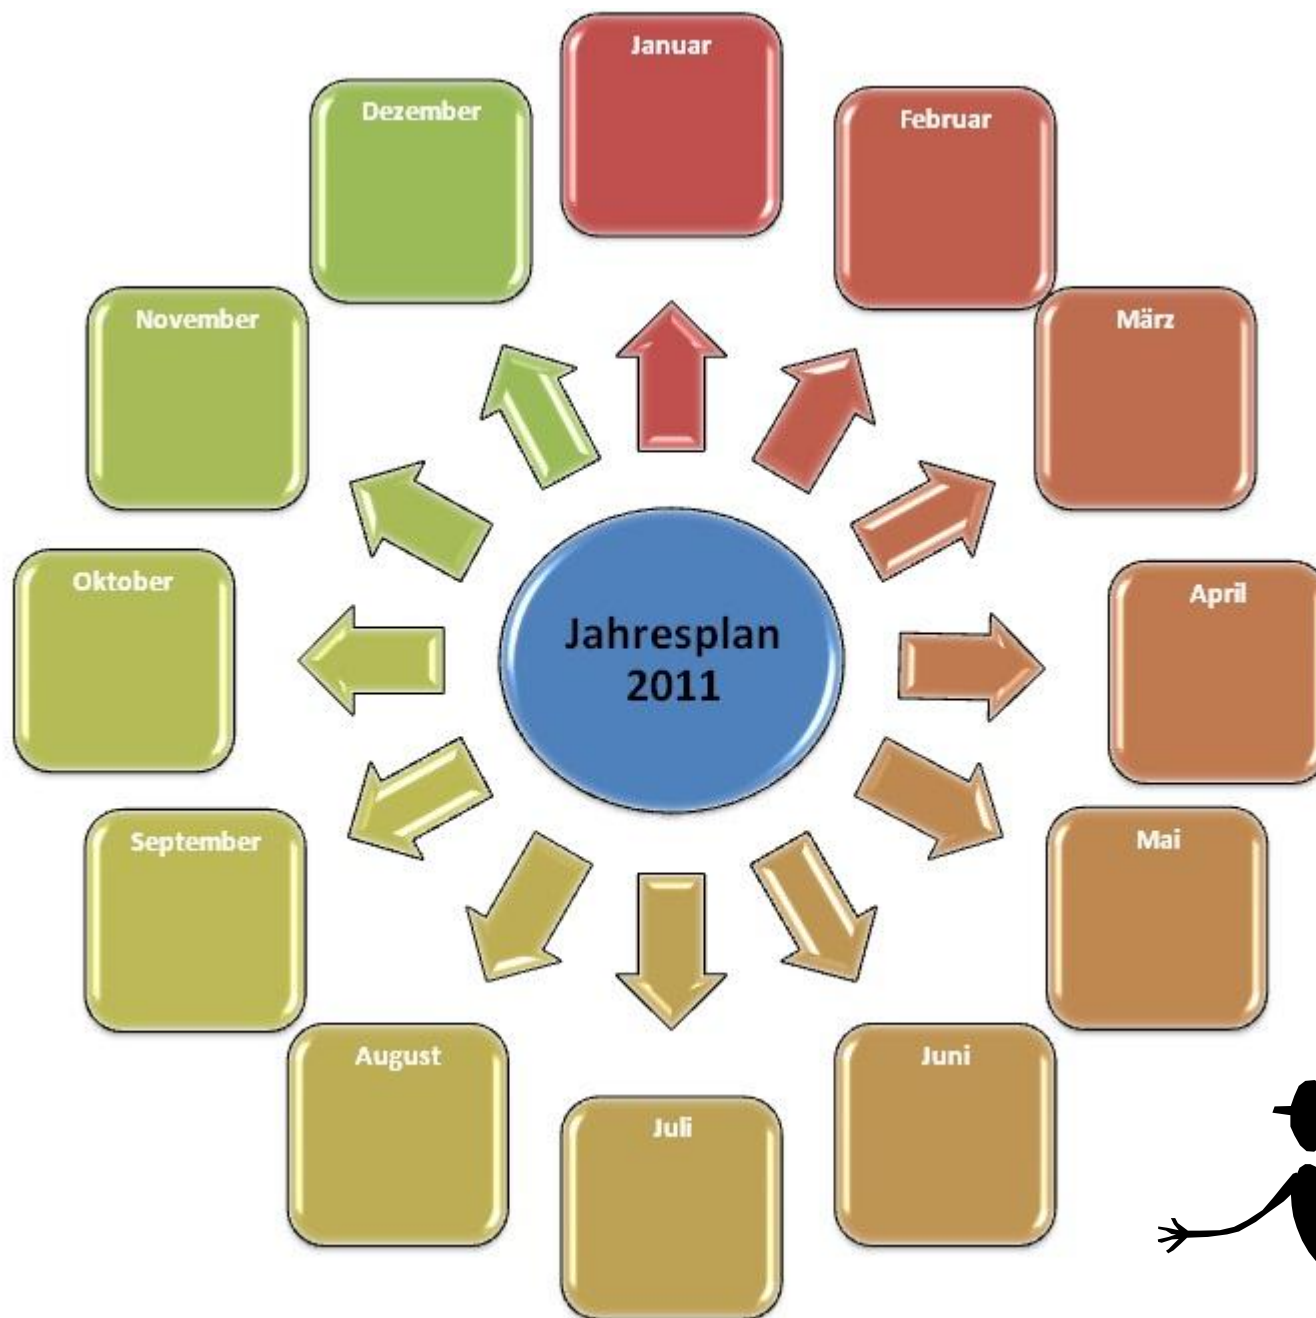 Januar
Februar
März
April
Mai
Juni
Juli
August
September
Oktober
November
Dezember
Jahresplan
2011